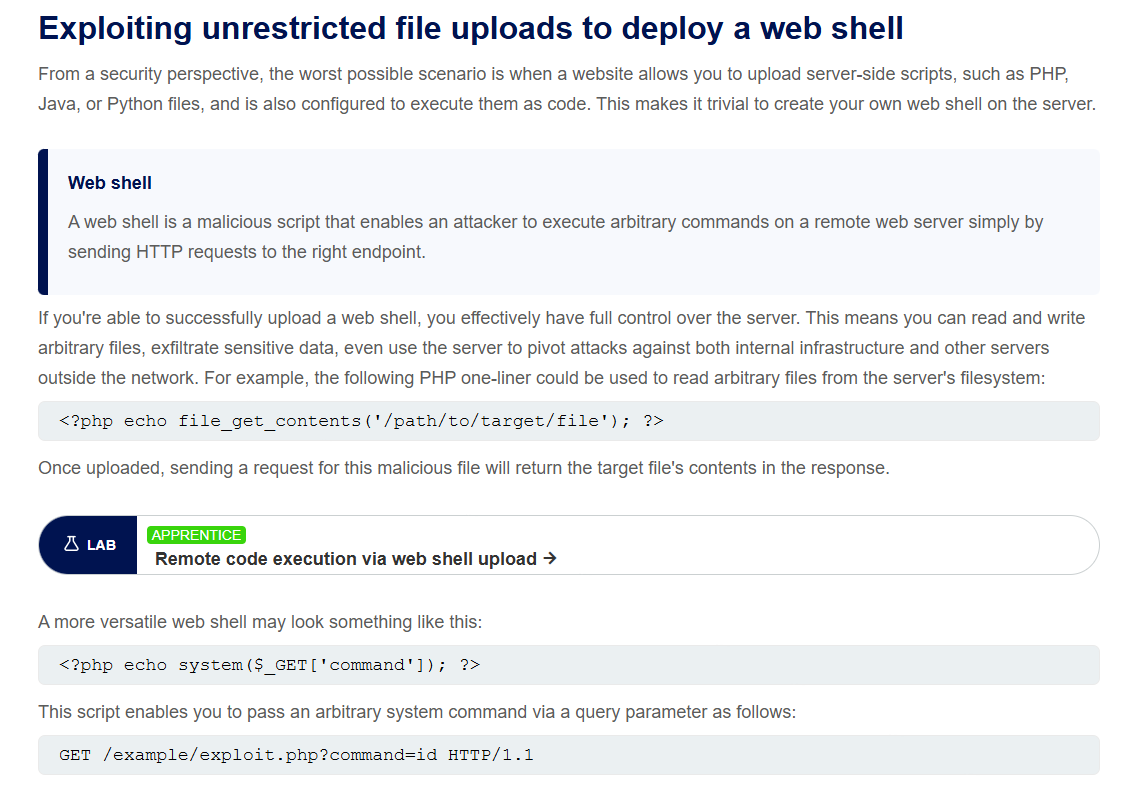 Exploiting unrestricted file uploads to deploy a web shell
From a security perspective, the worst possible scenario is when a website allows you to upload server-side scripts, such as PHP,
Java, or Python files, and is also configured to execute them as code. This makes it trivial to create your own web shell on the server.
Web shell
A web shell is a malicious script that enables an attacker to execute arbitrary commands on a remote web server simply by
sending HTTP requests to the right endpoint.
If you're able to successfully upload a web shell, you effectively have full control over the server. This means you can read and write
arbitrary files, exfiltrate sensitive data, even use the server to pivot attacks against both internal infrastructure and other servers
outside the network. For example, the following PHP one-liner could be used to read arbitrary files from the server's filesystem:
<?php echo file_get_contents('/path/to/target/file'); ?>
Once uploaded, sending a request for this malicious file will return the target file's contents in the response.
LAB
APPRENTICE
Remote code execution via web shell upload →
A more versatile web shell may look something like this:
<?php echo system($_GET['command']); ?>
This script enables you to pass an arbitrary system command via a query parameter as follows:
GET /example/exploit.php?command=id HTTP/1.1